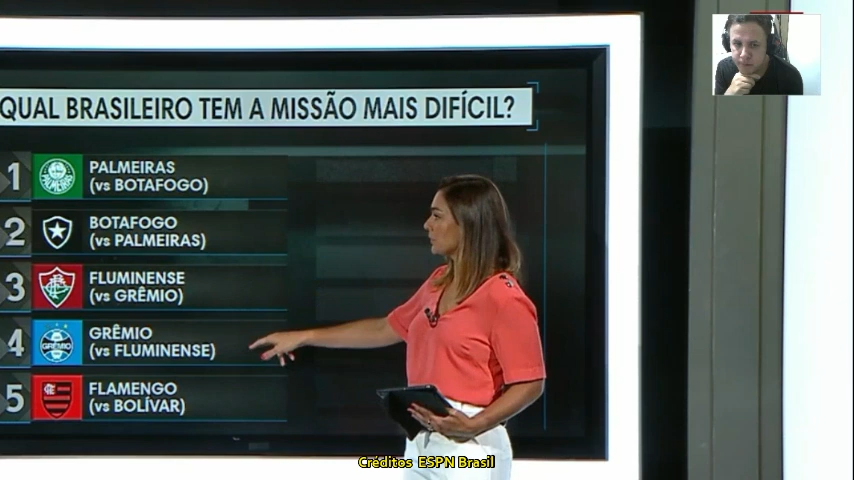 QUAL BRASILEIRO TEM A MISSÃO MAIS DIFÍCIL?
1
PALMEIRAS
(vs BOTAFOGO)
2
BOTAFOGO
(vs PALMEIRAS)
3
FLUMINENSE
(vs GRÊMIO)
4
GRÊMIO
GRÊMIO
(vs FLUMINENSE)
5
FLAMENGO
(vs BOLÍVAR)
Créditos ESPN Brasil